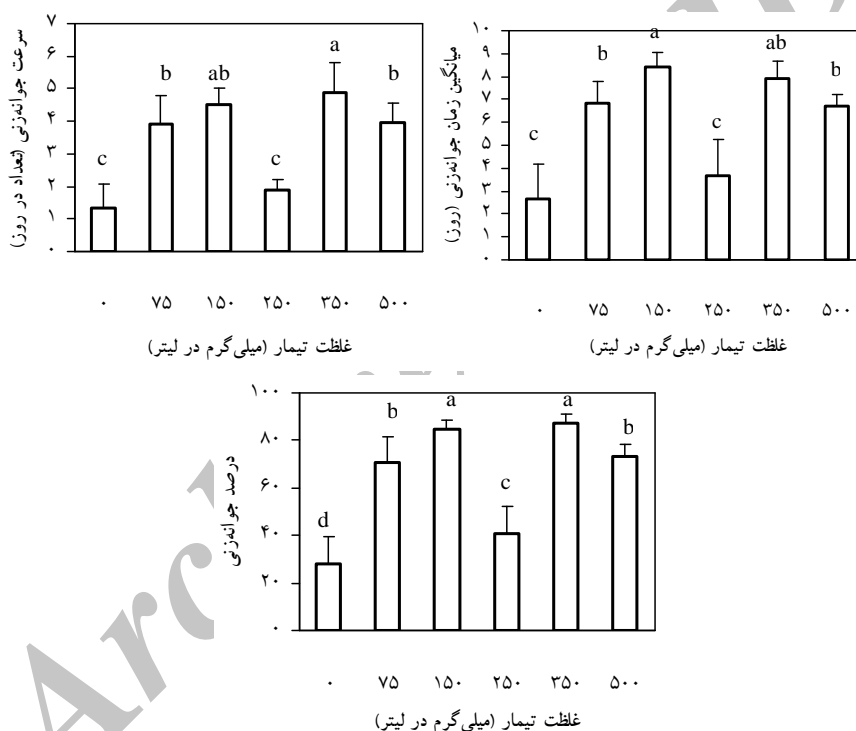 سرعت جوانه‌زنی (تعداد در روز)
۷
۶
۵
۴
۳
۲
۱
۰
c
b
ab
c
a
b
۰ ۷۵ ۱۵۰ ۲۵۰ ۳۵۰ ۵۰۰
غلظت تیمار (میلی‌گرم در لیتر)
میانگین زمان جوانه‌زنی (روز)
۱۰
۹
۸
۷
۶
۵
۴
۳
۲
۱
۰
c
b
a
c
ab
b
۰ ۷۵ ۱۵۰ ۲۵۰ ۳۵۰ ۵۰۰
غلظت تیمار (میلی‌گرم در لیتر)
درصد جوانه‌زنی
۱۰۰
۸۰
۶۰
۴۰
۲۰
۰
d
b
a
c
a
b
۰ ۷۵ ۱۵۰ ۲۵۰ ۳۵۰ ۵۰۰
غلظت تیمار (میلی‌گرم در لیتر)